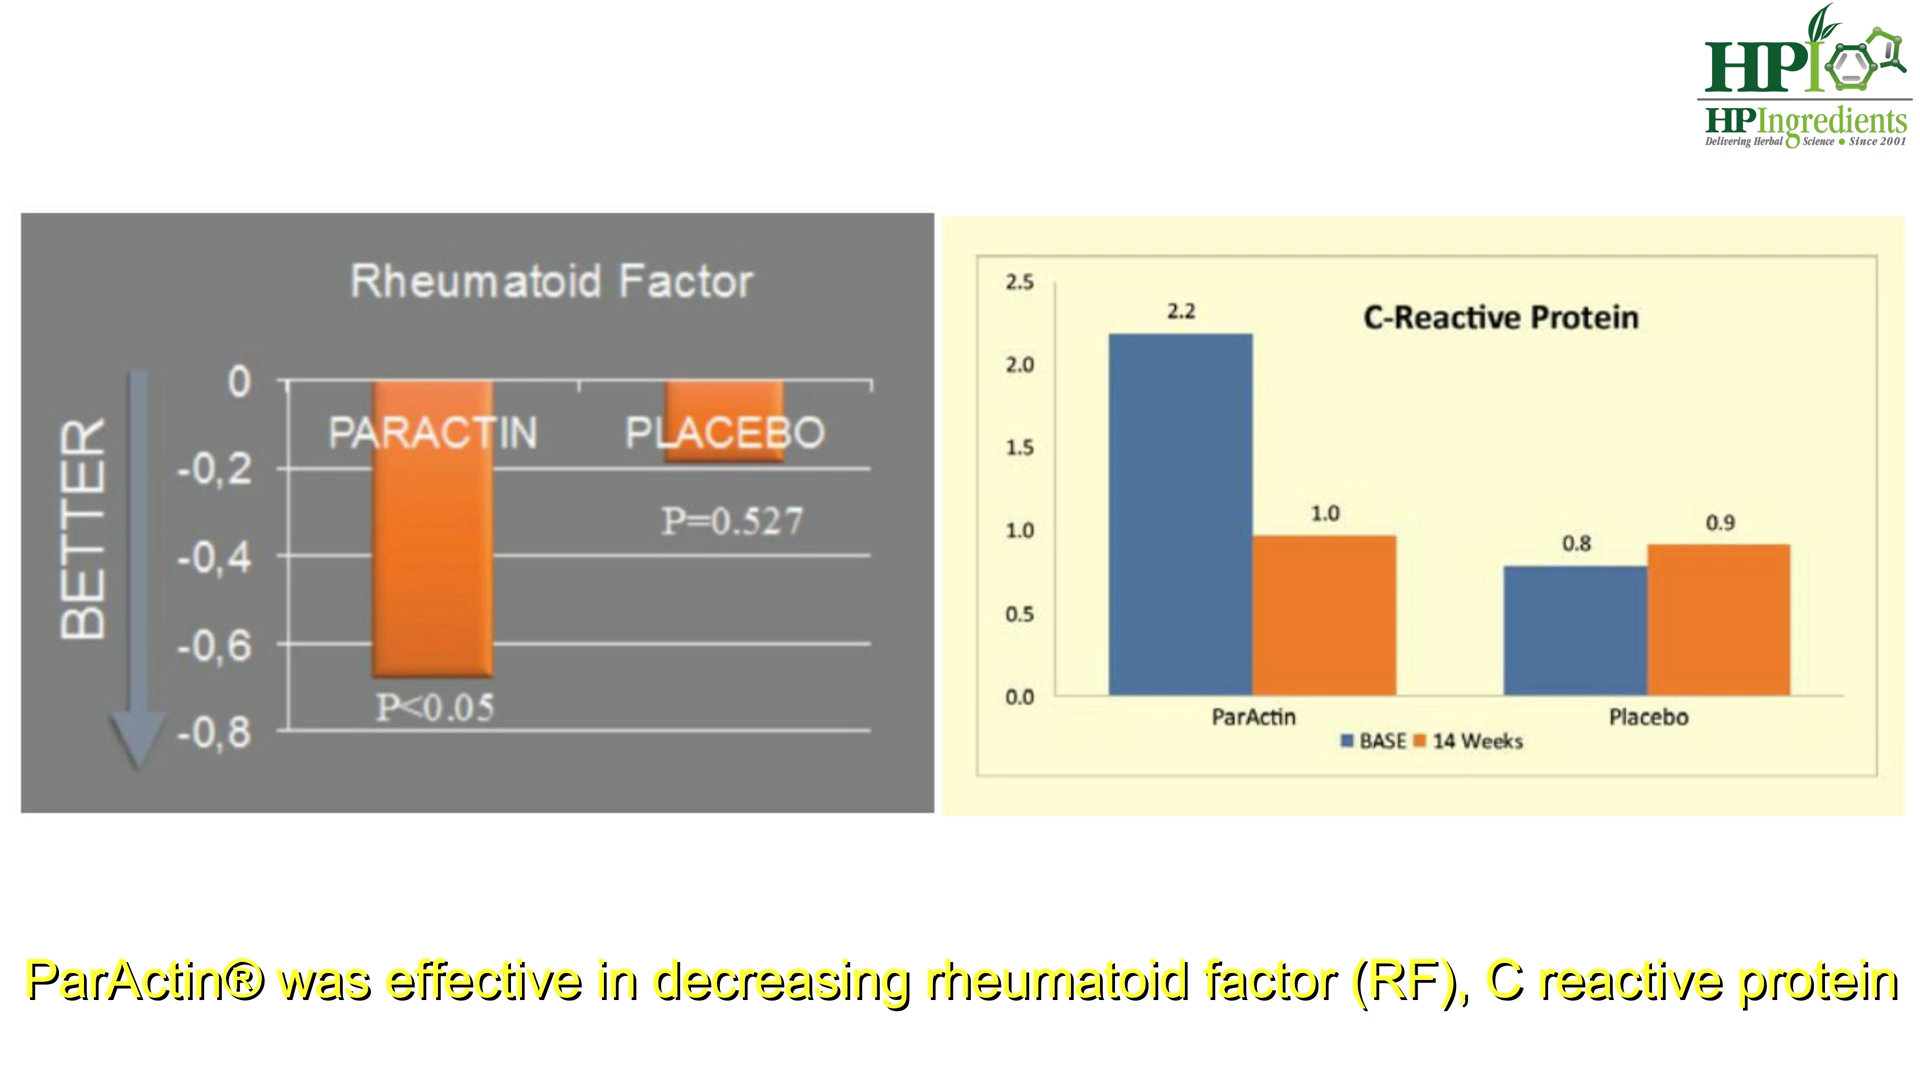 HPI
HPIngredients
Delivering Herbal Science • Since 2001
Rheumatoid Factor
BETTER
0
PARACTIN PLACEBO
-0,2
P=0.527
-0,4
-0,6
P<0.05
-0,8
2.5
2.2
C-Reactive Protein
2.0
1.5
1.0
1.0
0.9
0.8
0.5
0.0
ParActin Placebo
BASE 14 Weeks
ParActin® was effective in decreasing rheumatoid factor (RF), C reactive protein